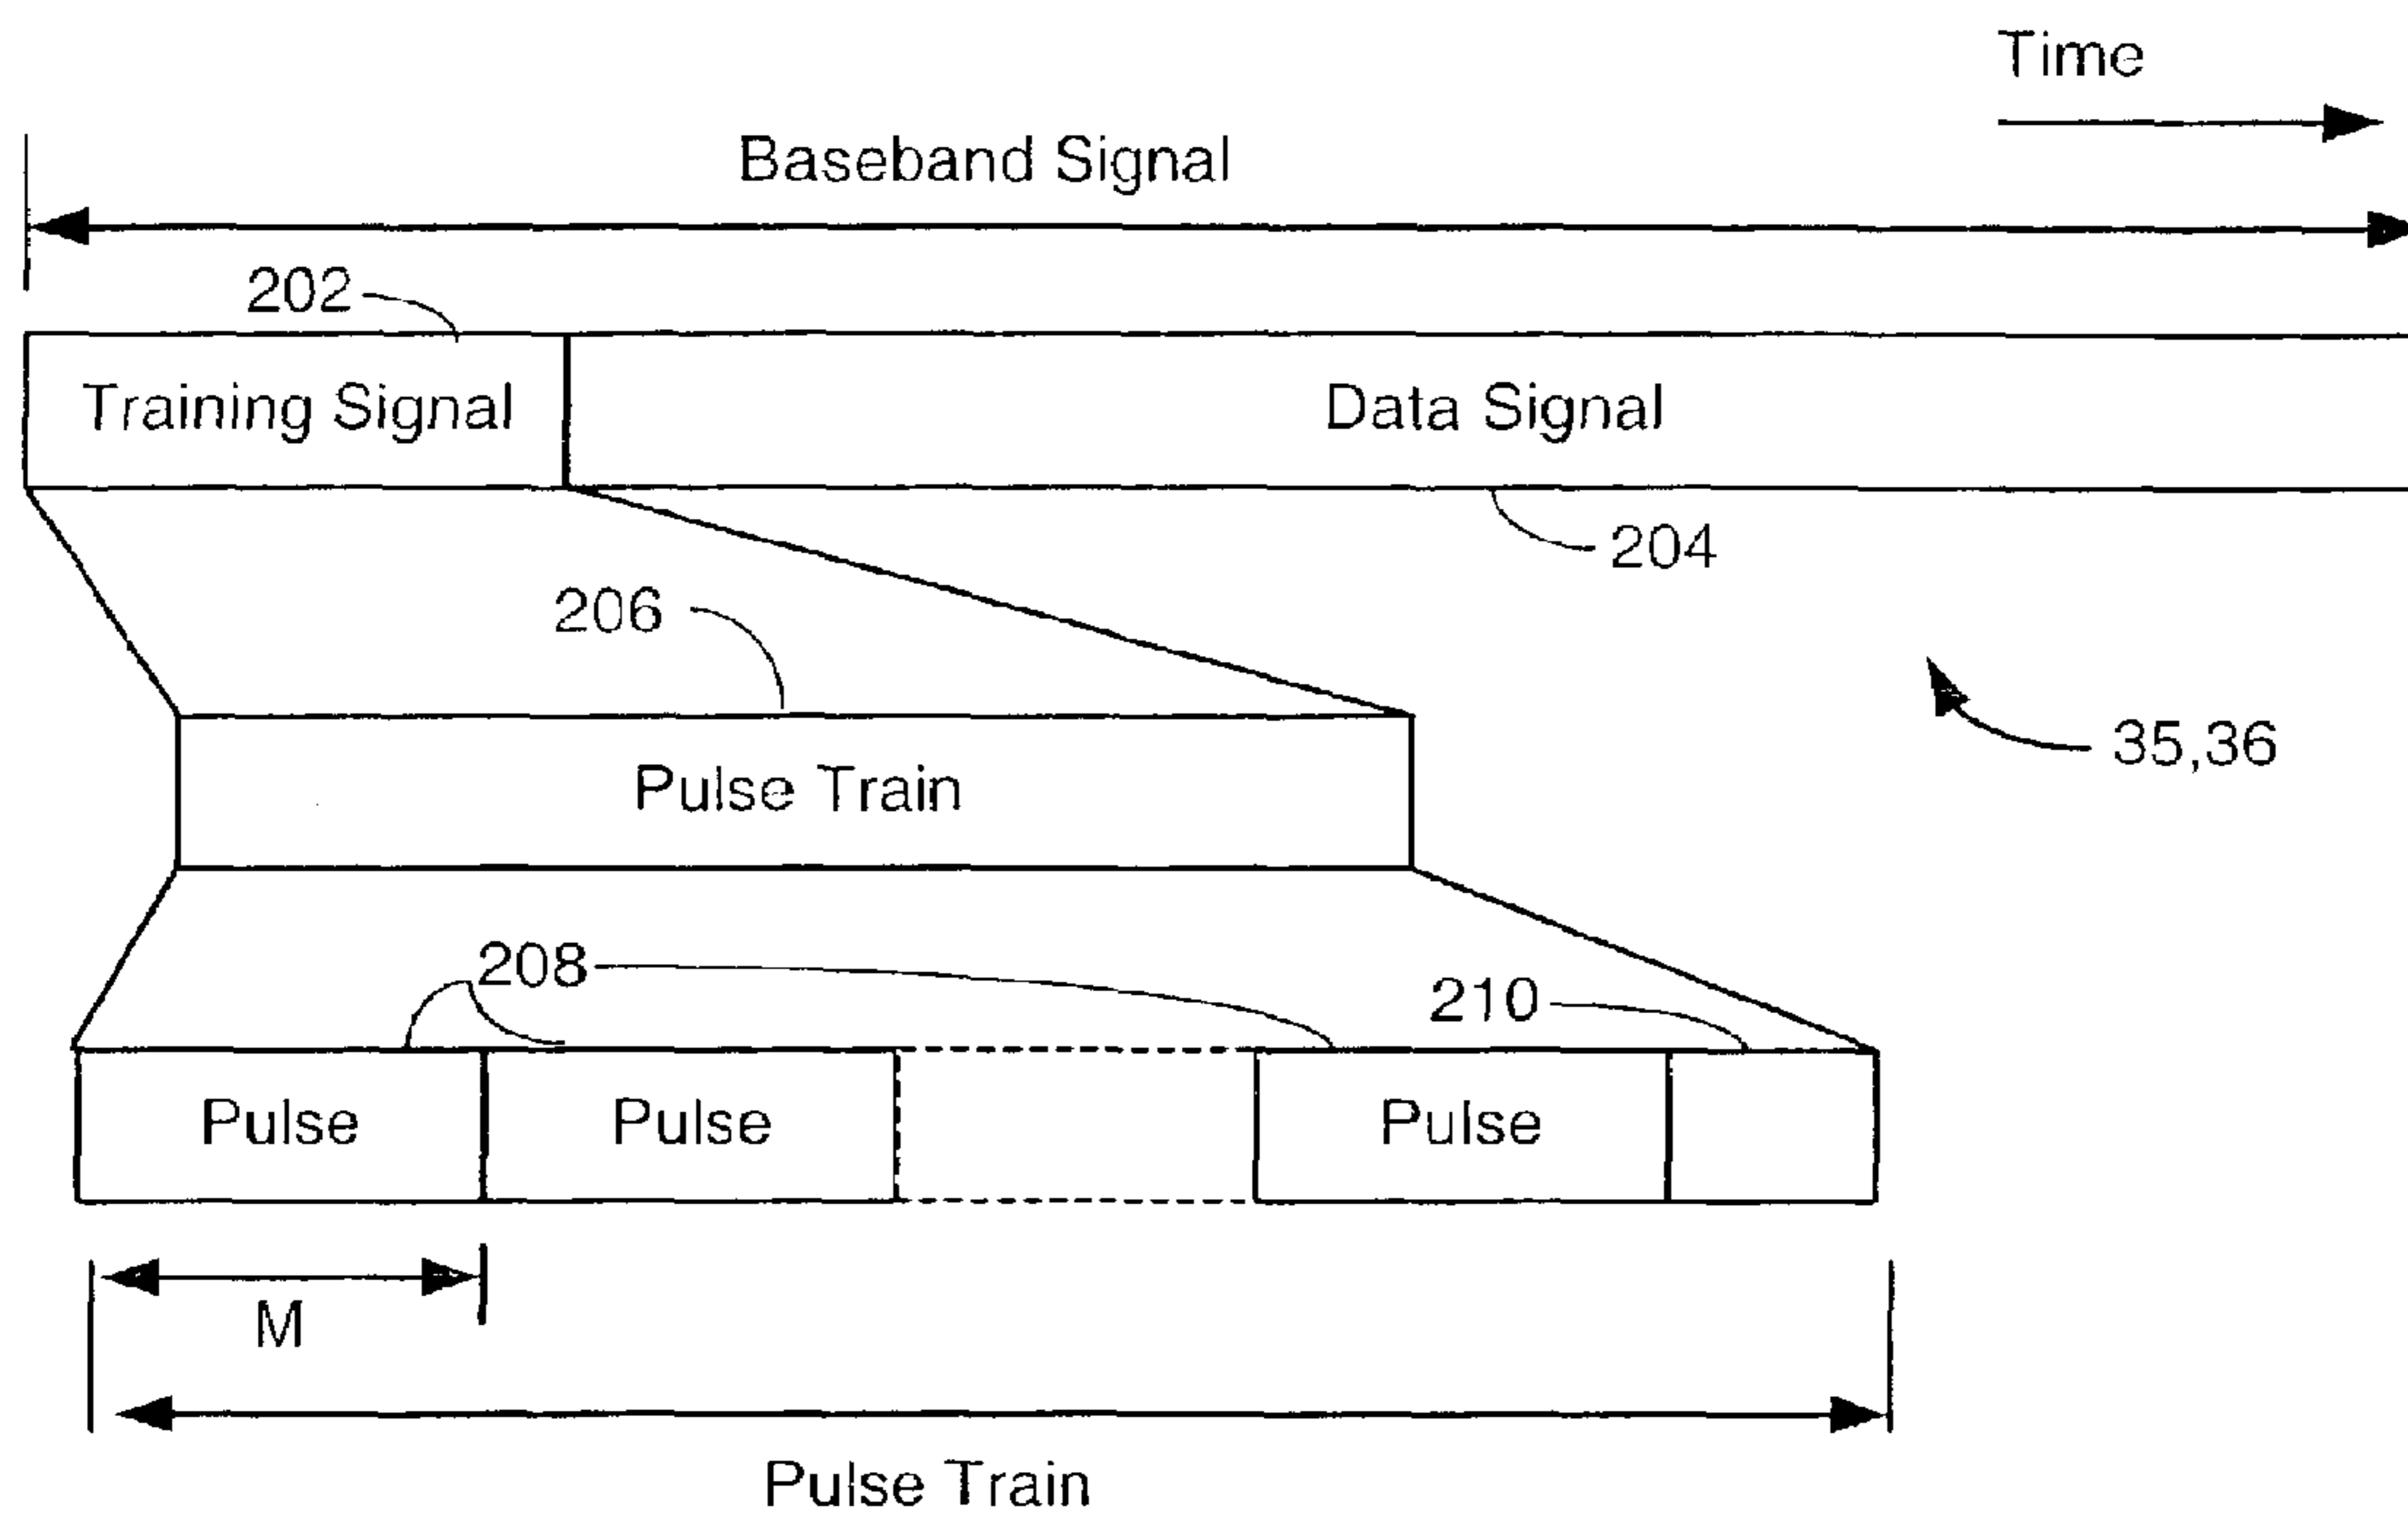 Time
Baseband Signal
202
Training Signal
Data Signal
204
206
35,36
Pulse Train
208
210
Pulse
Pulse
Pulse
M
Pulse Train